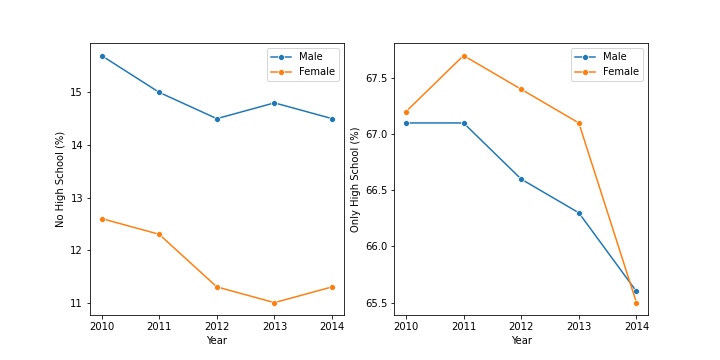 Male
Female
15
14
13
12
11
No High School (%)
2010 2011 2012 2013 2014
Year
Male
Female
67.5
67.0
66.5
66.0
65.5
Only High School (%)
2010 2011 2012 2013 2014
Year